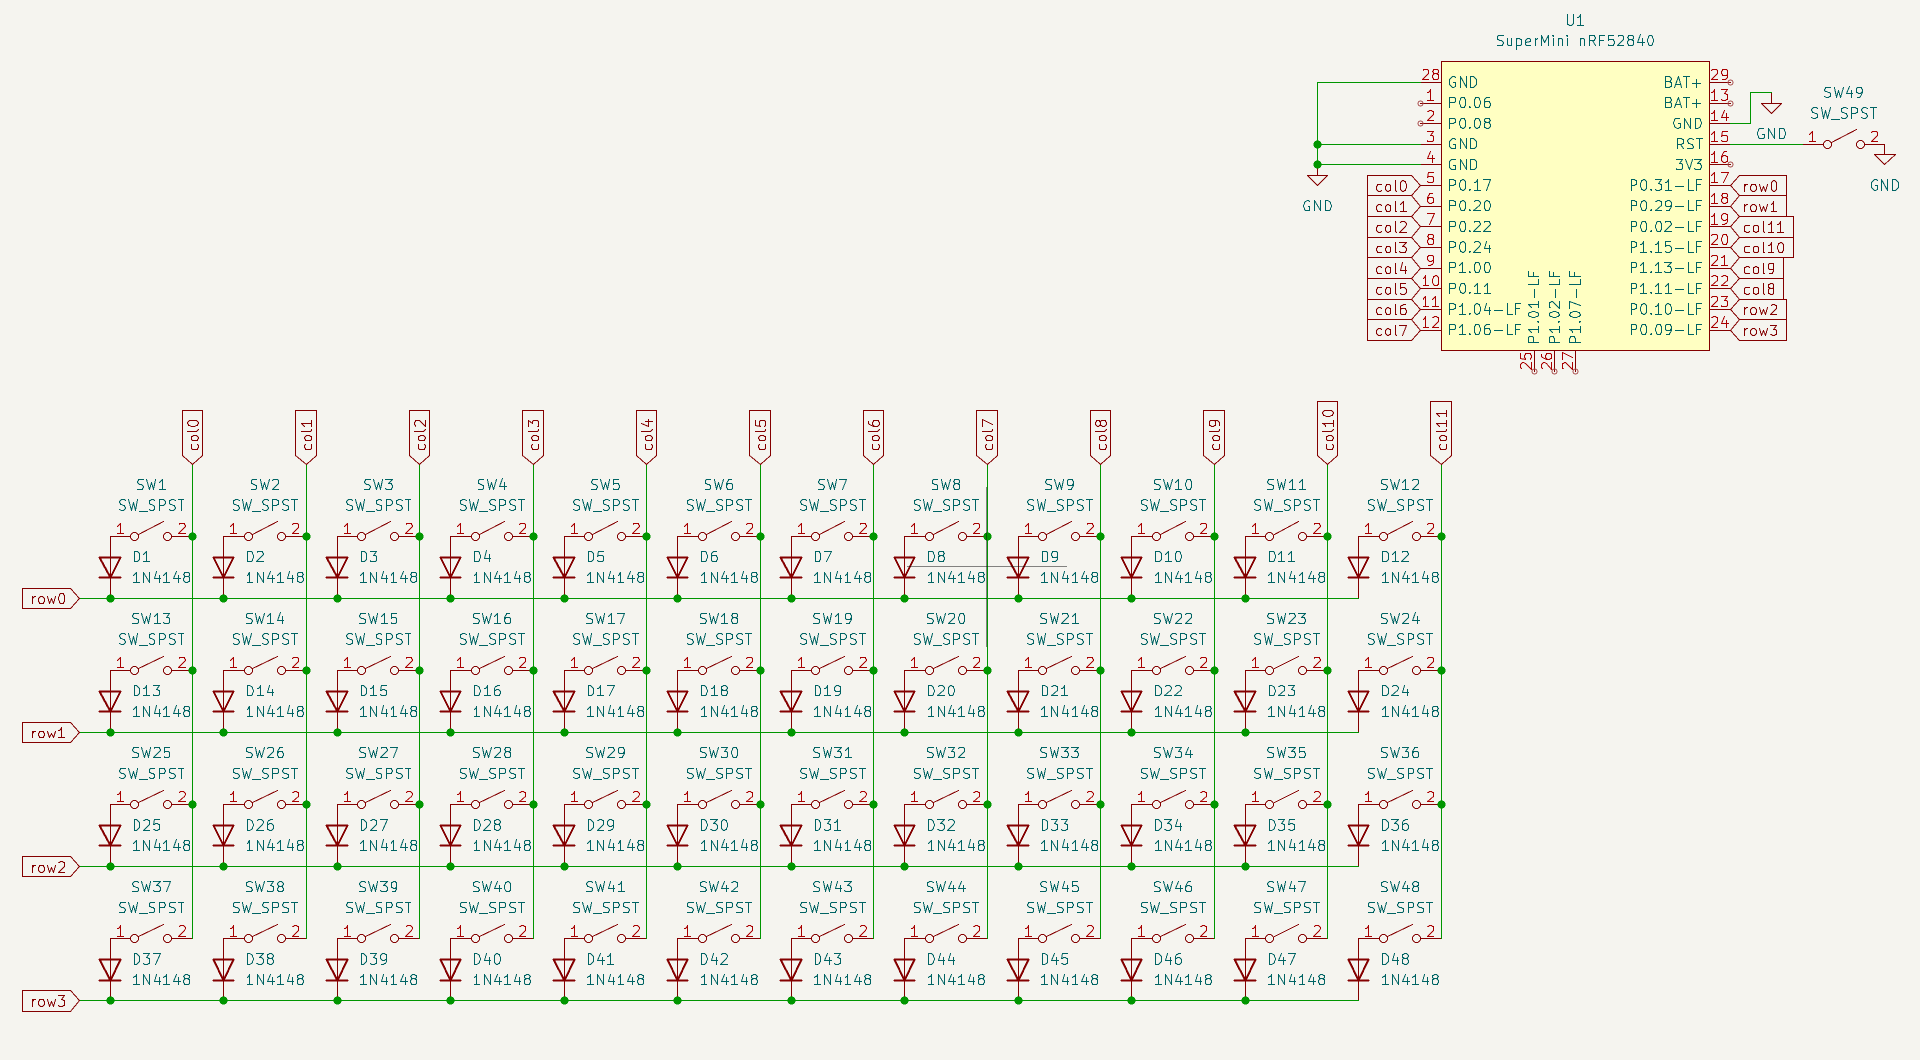 U1
SuperMini nRF52840
28 GND BAT+ 29
1 P0.06 BAT+ 13
2 P0.08 GND 14
3 GND RST 15
4 GND 3V3 16
col0 5 P0.17 P0.31-LF 17 row0
col1 6 P0.20 P0.29-LF 18 row1
col2 7 P0.22 P0.02-LF 19 col11
col3 8 P0.24 P1.15-LF 20 col10
col4 9 P1.00 P1.13-LF 21 col9
col5 10 P0.11 P1.11-LF 22 col8
col6 11 P1.04-LF P0.10-LF 23 row2
col7 12 P1.06-LF P0.09-LF 24 row3
P1.01-LF P1.02-LF P1.07-LF
25 26 27
GND
GND
SW49
SW_SPST
1 2
GND
col0 col1 col2 col3 col4 col5 col6 col7 col8 col9 col10 col11
SW1 SW2 SW3 SW4 SW5 SW6 SW7 SW8 SW9 SW10 SW11 SW12
SW_SPST SW_SPST SW_SPST SW_SPST SW_SPST SW_SPST SW_SPST SW_SPST SW_SPST SW_SPST SW_SPST SW_SPST
1 2 1 2 1 2 1 2 1 2 1 2 1 2 1 2 1 2 1 2 1 2 1 2
D1 D2 D3 D4 D5 D6 D7 D8 D9 D10 D11 D12
1N4148 1N4148 1N4148 1N4148 1N4148 1N4148 1N4148 1N4148 1N4148 1N4148 1N4148 1N4148
row0
SW13 SW14 SW15 SW16 SW17 SW18 SW19 SW20 SW21 SW22 SW23 SW24
SW_SPST SW_SPST SW_SPST SW_SPST SW_SPST SW_SPST SW_SPST SW_SPST SW_SPST SW_SPST SW_SPST SW_SPST
1 2 1 2 1 2 1 2 1 2 1 2 1 2 1 2 1 2 1 2 1 2 1 2
D13 D14 D15 D16 D17 D18 D19 D20 D21 D22 D23 D24
1N4148 1N4148 1N4148 1N4148 1N4148 1N4148 1N4148 1N4148 1N4148 1N4148 1N4148 1N4148
row1
SW25 SW26 SW27 SW28 SW29 SW30 SW31 SW32 SW33 SW34 SW35 SW36
SW_SPST SW_SPST SW_SPST SW_SPST SW_SPST SW_SPST SW_SPST SW_SPST SW_SPST SW_SPST SW_SPST SW_SPST
1 2 1 2 1 2 1 2 1 2 1 2 1 2 1 2 1 2 1 2 1 2 1 2
D25 D26 D27 D28 D29 D30 D31 D32 D33 D34 D35 D36
1N4148 1N4148 1N4148 1N4148 1N4148 1N4148 1N4148 1N4148 1N4148 1N4148 1N4148 1N4148
row2
SW37 SW38 SW39 SW40 SW41 SW42 SW43 SW44 SW45 SW46 SW47 SW48
SW_SPST SW_SPST SW_SPST SW_SPST SW_SPST SW_SPST SW_SPST SW_SPST SW_SPST SW_SPST SW_SPST SW_SPST
1 2 1 2 1 2 1 2 1 2 1 2 1 2 1 2 1 2 1 2 1 2 1 2
D37 D38 D39 D40 D41 D42 D43 D44 D45 D46 D47 D48
1N4148 1N4148 1N4148 1N4148 1N4148 1N4148 1N4148 1N4148 1N4148 1N4148 1N4148 1N4148
row3